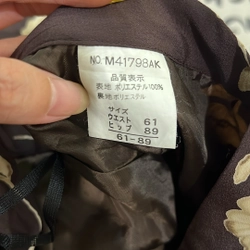 NO. M41798AK
品質表示
表地 ポリエステル100%
裏地 ポリエステル
サイズ
ウエスト 61
ヒップ 89
61-89